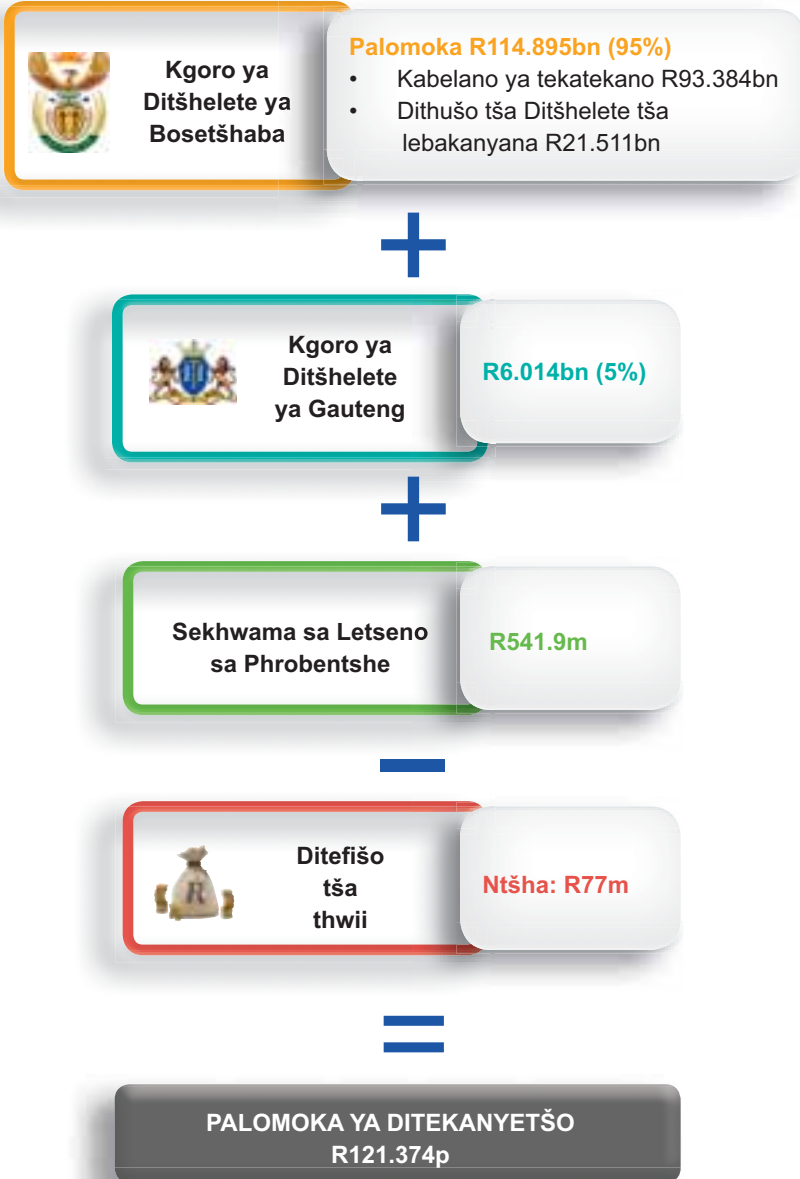 Kgoro ya
Ditšhelete ya
Bosetšhaba
Palomoka R114.895bn (95%)
• Kabelano ya tekatekano R93.384bn
• Dithušo tša Ditšhelete tša
lebakanyana R21.511bn
+
Kgoro ya
Ditšhelete
ya Gauteng
R6.014bn (5%)
+
Sekhwama sa Letseno
sa Phrobentshe
R541.9m
–
R
Ditefišo
tša
thwii
Ntšha: R77m
=
PALOMOKA YA DITEKANYETŠO
R121.374p